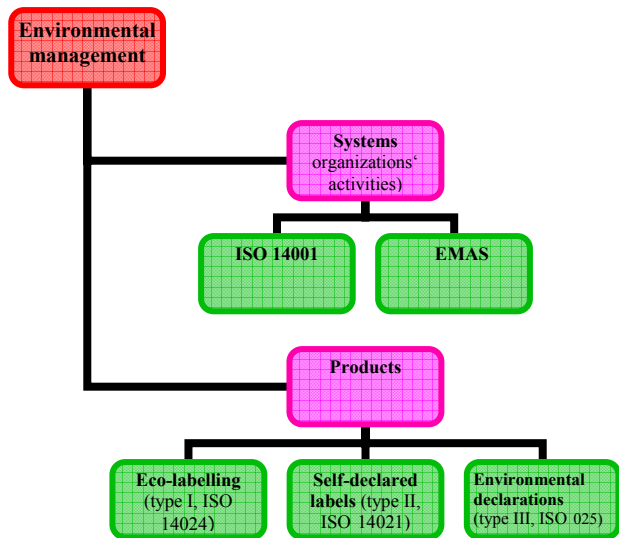 Environmental
management
Systems
organizations‘
activities)
ISO 14001
EMAS
Products
Eco-labelling
(type I, ISO
14024)
Self-declared
labels (type II,
ISO 14021)
Environmental
declarations
(type III, ISO 025)